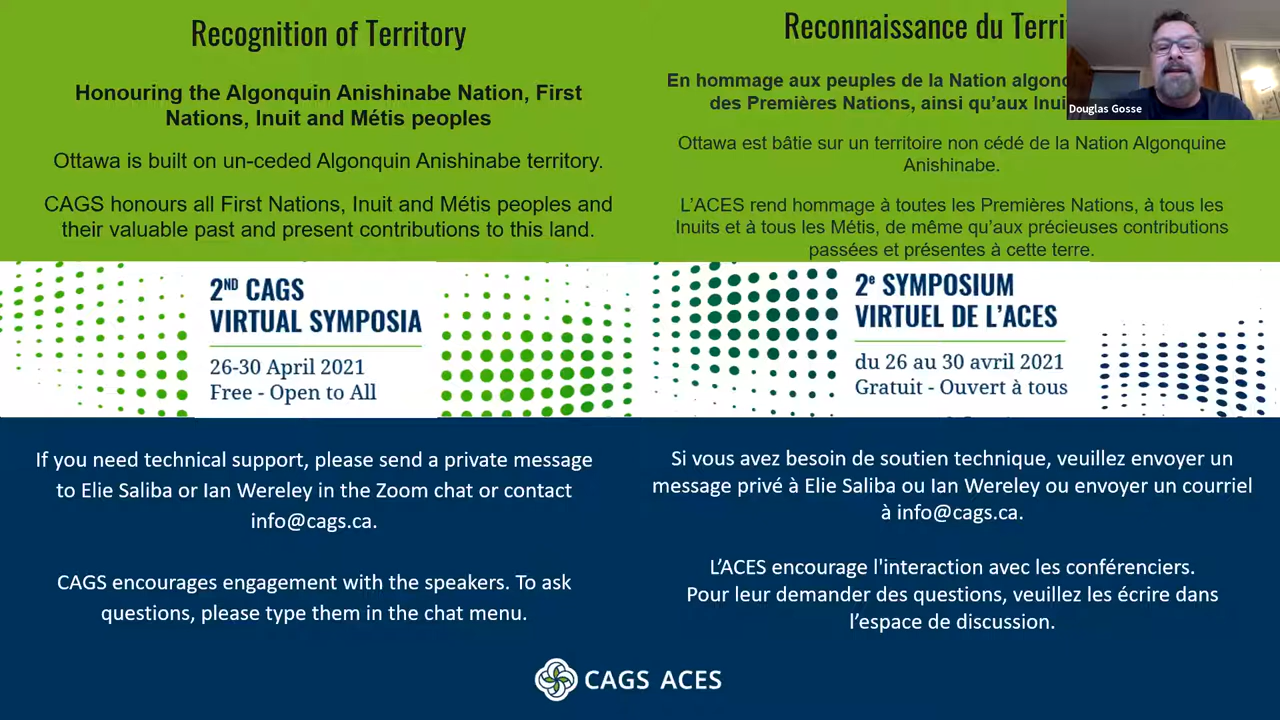 Recognition of Territory
Honouring the Algonquin Anishinabe Nation, First
Nations, Inuit and Métis peoples
Ottawa is built on un-ceded Algonquin Anishinabe territory.
CAGS honours all First Nations, Inuit and Métis peoples and
their valuable past and present contributions to this land.
Reconnaissance du Terri
En hommage aux peuples de la Nation algon
des Premières Nations, ainsi qu'aux Inui
Douglas Gosse
Ottawa est bâtie sur un territoire non cédé de la Nation Algonquine
Anishinabe.
L'ACES rend hommage à toutes les Premières Nations, à tous les
Inuits et à tous les Métis, de même qu'aux précieuses contributions
passées et présentes à cette terre.
2ND CAGS
VIRTUAL SYMPOSIA
26-30 April 2021
Free - Open to All
2e SYMPOSIUM
VIRTUEL DE L'ACES
du 26 au 30 avril 2021
Gratuit - Ouvert à tous
If you need technical support, please send a private message
to Elie Saliba or Ian Wereley in the Zoom chat or contact
info@cags.ca.
CAGS encourages engagement with the speakers. To ask
questions, please type them in the chat menu.
Si vous avez besoin de soutien technique, veuillez envoyer un
message privé à Elie Saliba ou Ian Wereley ou envoyer un courriel
à info@cags.ca.
L'ACES encourage l'interaction avec les conférenciers.
Pour leur demander des questions, veuillez les écrire dans
l'espace de discussion.
CAGS ACES